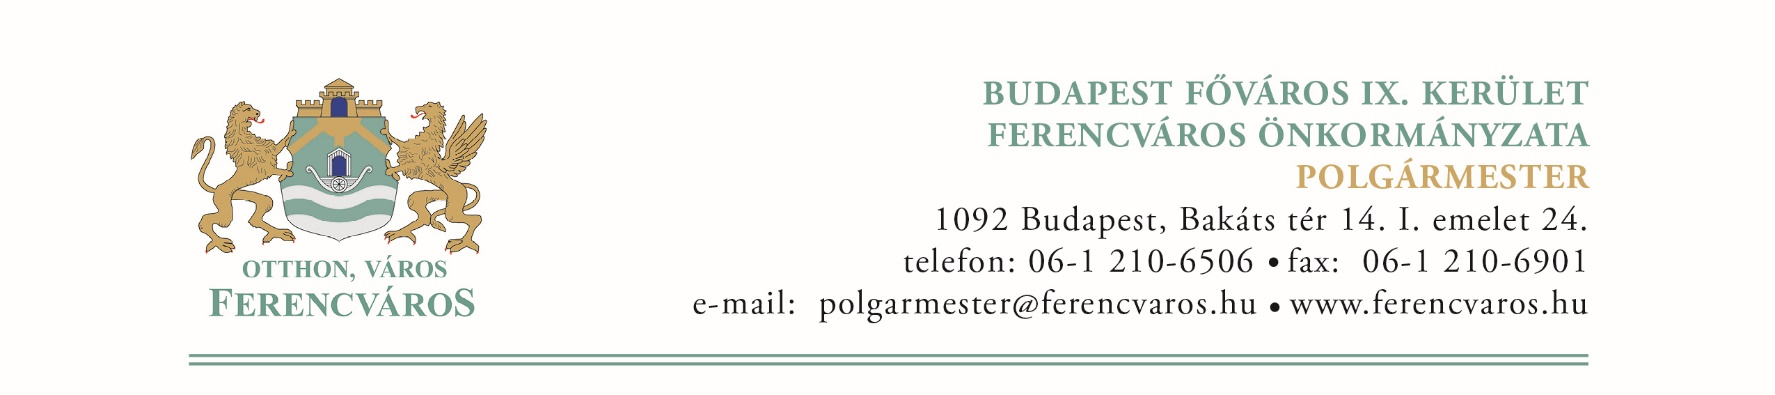 OTTHON, VÁROS
FERENCVÁROS
BUDAPEST FŐVÁROS IX. KERÜLET
FERENCVÁROS ÖNKORMÁNYZATA
POLGÁRMESTER
1092 Budapest, Bakáts tér 14. I. emelet 24.
telefon: 06-1 210-6506 • fax: 06-1 210-6901
e-mail: polgarmester@ferencvaros.hu • www.ferencvaros.hu